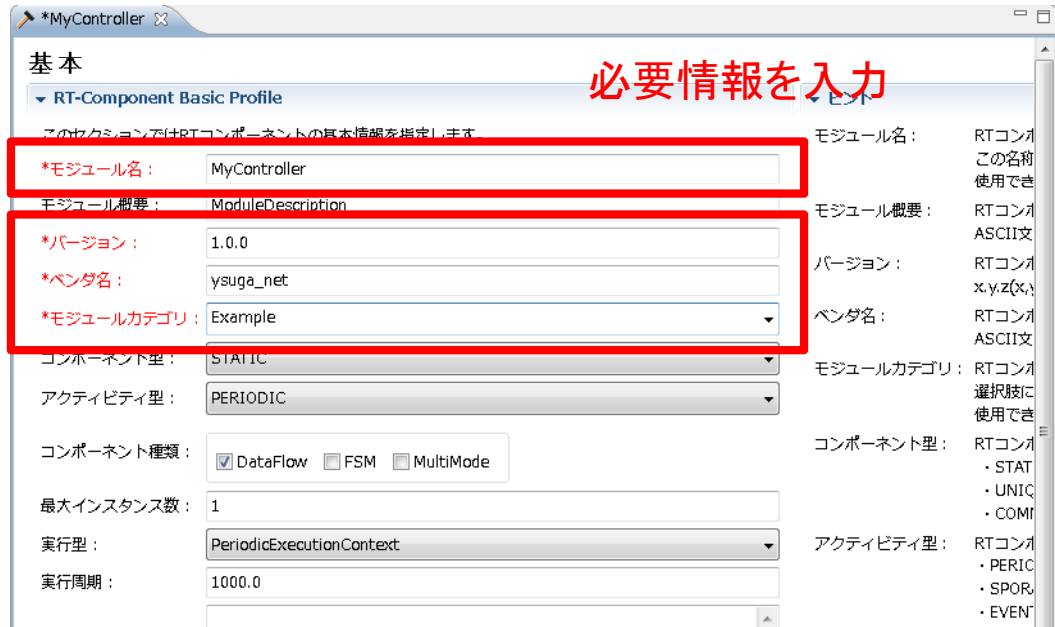 *MyController
基本
必要情報を入力
RT-Component Basic Profile
ヒント
このセクションではRTコンポーネントの基本情報を指定します。
*モジュール名： MyController
モジュール概要： ModuleDescription
*バージョン： 1.0.0
*ベンダ名： ysuga_net
*モジュールカテゴリ： Example
コンポーネント型： STATIC
アクティビティ型： PERIODIC
コンポーネント種類： DataFlow FSM MultiMode
最大インスタンス数： 1
実行型： PeriodicExecutionContext
実行周期： 1000.0
モジュール名： RTコンポ
この名称
使用でき
モジュール概要： RTコンポ
ASCII文
バージョン： RTコンポ
x.y.z(x,y
ベンダ名： RTコンポ
ASCII文
モジュールカテゴリ： RTコンポ
選択肢に
使用でき
コンポーネント型： RTコンポ
・STAT
・UNIQ
・COMM
アクティビティ型： RTコンポ
・PERIC
・SPOR
・EVENT